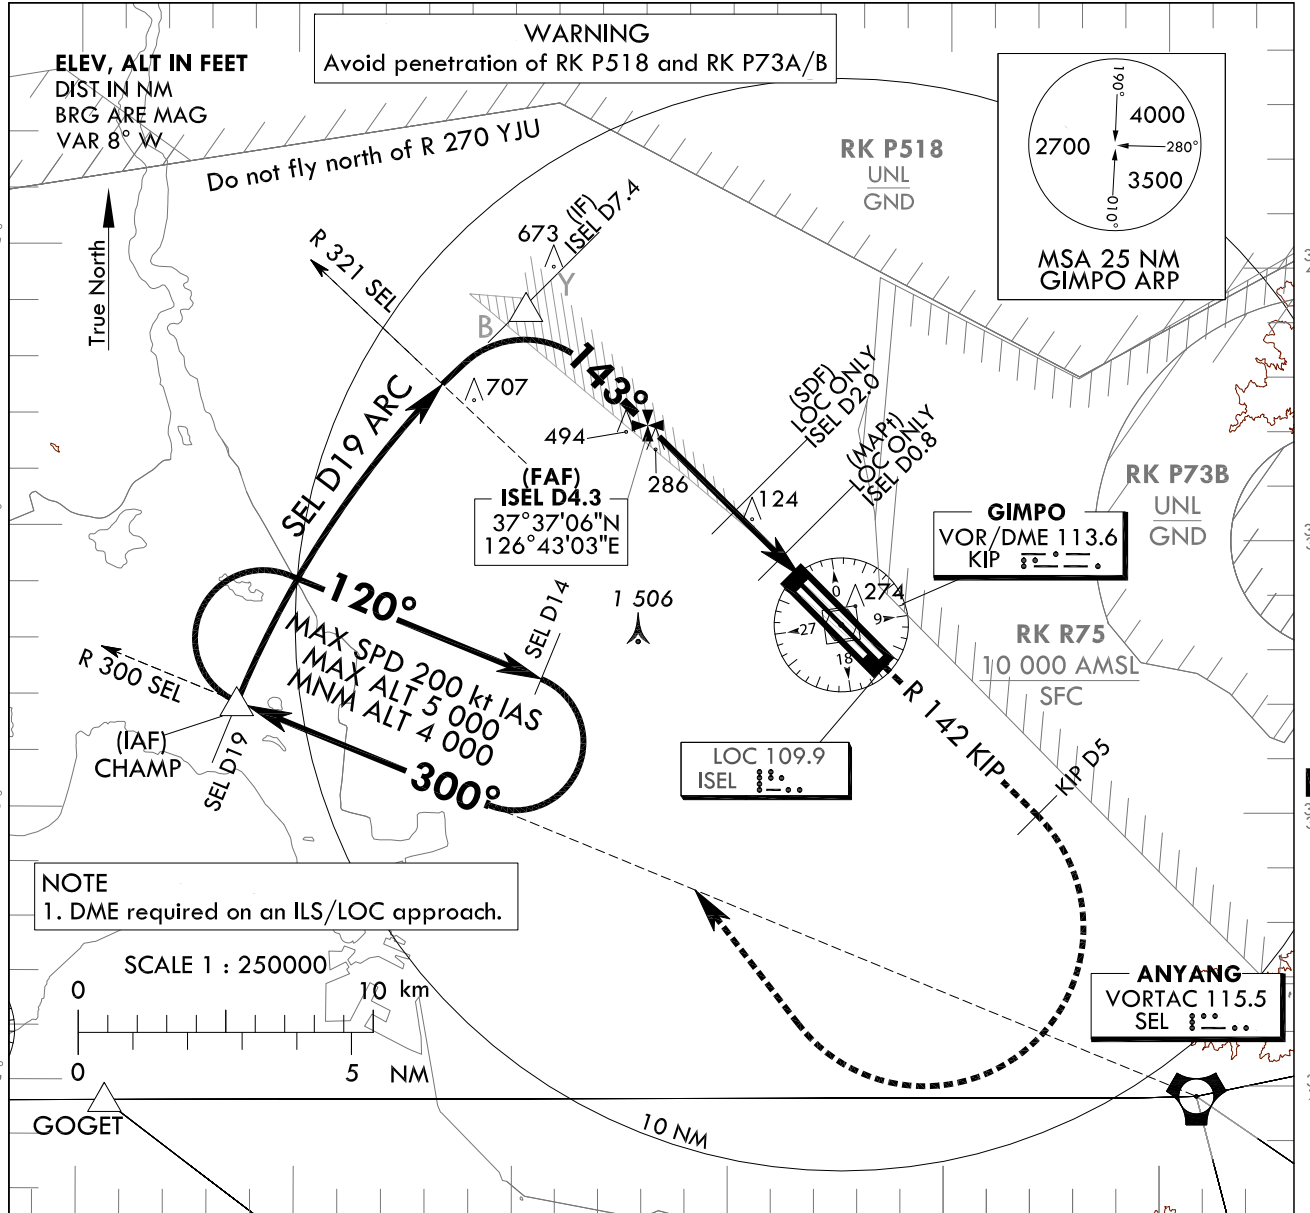 WARNING
Avoid penetration of RK P518 and RK P73A/B
ELEV, ALT IN FEET
DIST IN NM
BRG ARE MAG
VAR 8° W
Do not fly north of R 270 YJU
RK P518
UNL
GND
190°
4000
2700
280°
3500
010°
MSA 25 NM
GIMPO ARP
True North
R 321 SEL
673
(IF)
ISEL D7.4
Y
B
143°
707
494
286
(SDF)
LOC ONLY
ISEL D2.0
(MAPt)
LOC ONLY
ISEL D0.8
124
SEL D19 ARC
(FAF)
ISEL D4.3
37°37'06"N
126°43'03"E
RK P73B
UNL
GND
GIMPO
VOR/DME 113.6
KIP
274
0
9
18
27
120°
SEL D14
1 506
MAX SPD 200 kt IAS
MAX ALT 5 000
MNM ALT 4 000
RK R75
10 000 AMSL
SFC
R 300 SEL
(IAF)
CHAMP
SEL D19
300°
R 142 KIP
KIP D5
LOC 109.9
ISEL
NOTE
1. DME required on an ILS/LOC approach.
SCALE 1 : 250000
0
10 km
0
5
NM
ANYANG
VORTAC 115.5
SEL
GOGET
10 NM